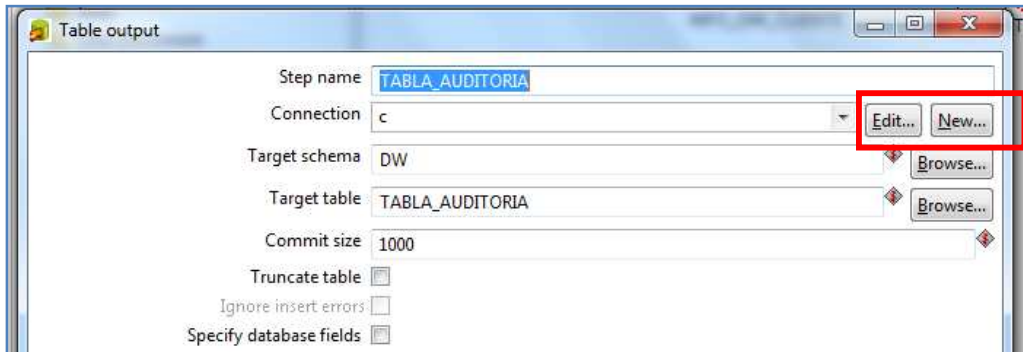 Table output
Step name TABLA_AUDITORIA
Connection c Edit... New...
Target schema DW Browse...
Target table TABLA_AUDITORIA Browse...
Commit size 1000
Truncate table
Ignore insert errors
Specify database fields